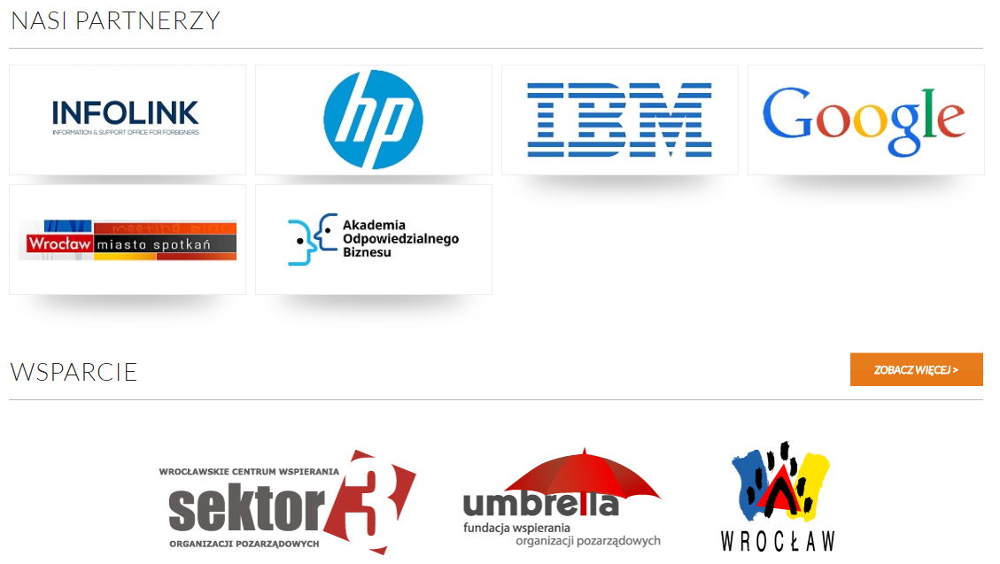 NASI PARTNERZY
INFOLINK
INFORMATION & SUPPORT OFFICE FOR FOREIGNERS
hp
IBM
Google
meeting place
Wrocław miasto spotkań
Akademia
Odpowiedzialnego
Biznesu
WSPARCIE
ZOBACZ WIĘCEJ >
WROCŁAWSKIE CENTRUM WSPIERANIA
sektor 3
ORGANIZACJI POZARZĄDOWYCH
umbrella
fundacja wspierania
organizacji pozarządowych
WROCŁAW